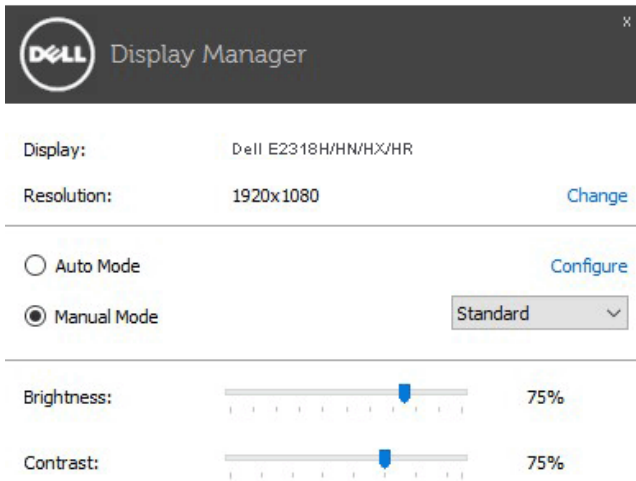 DELL Display Manager x
Display: Dell E2318H/HN/HX/HR
Resolution: 1920x1080 Change
Auto Mode Configure
Manual Mode Standard
Brightness: 75%
Contrast: 75%